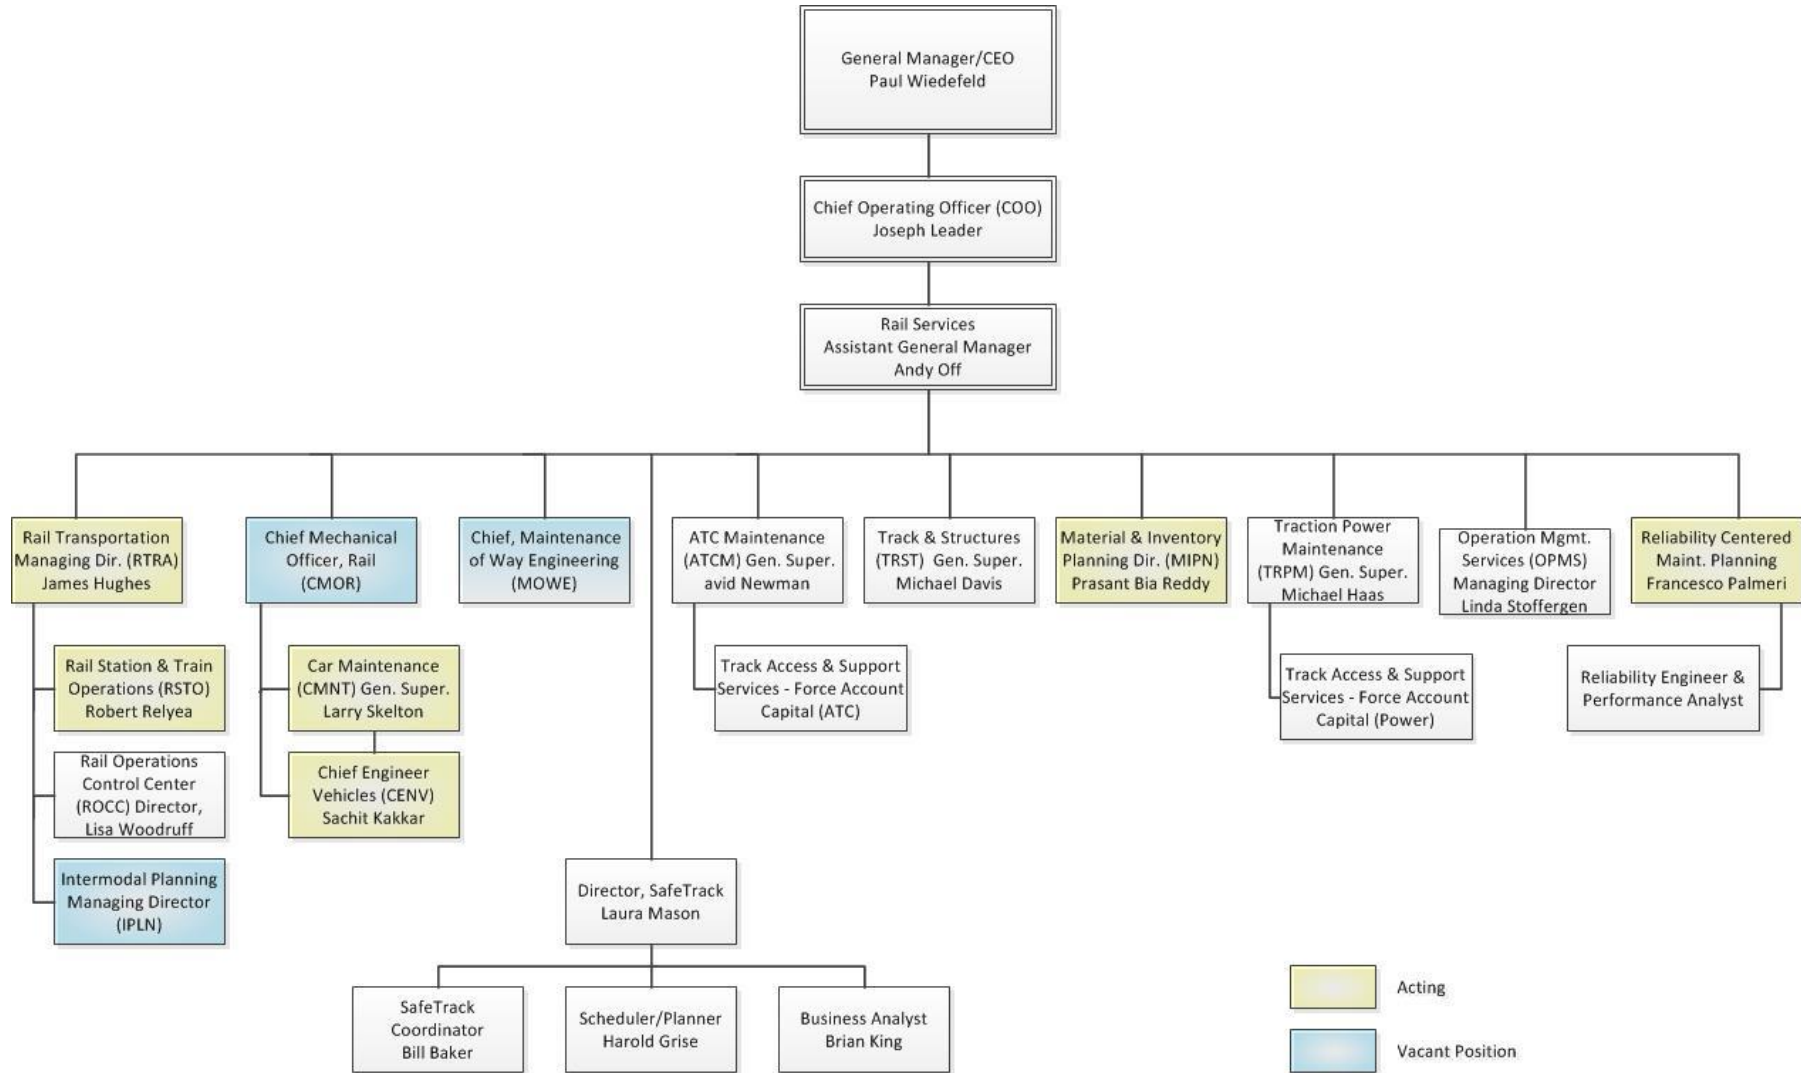 General Manager/CEO
Paul Wiedefeld
Chief Operating Officer (COO)
Joseph Leader
Rail Services
Assistant General Manager
Andy Off
Rail Transportation
Managing Dir. (RTRA)
James Hughes
Chief Mechanical
Officer, Rail
(CMOR)
Chief, Maintenance
of Way Engineering
(MOWE)
ATC Maintenance
(ATCM) Gen. Super.
avid Newman
Track & Structures
(TRST) Gen. Super.
Michael Davis
Material & Inventory
Planning Dir. (MIPN)
Prasant Bia Reddy
Traction Power
Maintenance
(TRPM) Gen. Super.
Michael Haas
Operation Mgmt.
Services (OPMS)
Managing Director
Linda Stoffergen
Reliability Centered
Maint. Planning
Francesco Palmeri
Rail Station & Train
Operations (RSTO)
Robert Relyea
Car Maintenance
(CMNT) Gen. Super.
Larry Skelton
Track Access & Support
Services - Force Account
Capital (ATC)
Track Access & Support
Services - Force Account
Capital (Power)
Reliability Engineer &
Performance Analyst
Rail Operations
Control Center
(ROCC) Director,
Lisa Woodruff
Chief Engineer
Vehicles (CENV)
Sachit Kakkar
Intermodal Planning
Managing Director
(IPLN)
Director, SafeTrack
Laura Mason
SafeTrack
Coordinator
Bill Baker
Scheduler/Planner
Harold Grise
Business Analyst
Brian King
Acting
Vacant Position